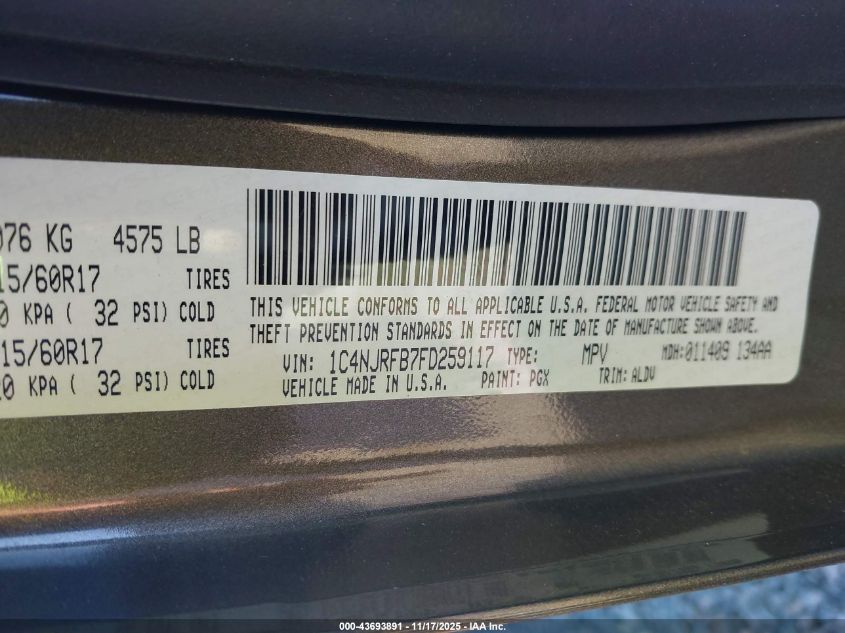 076 KG 4575 LB
15/60R17 TIRES
0 KPA ( 32 PSI) COLD
15/60R17 TIRES
20 KPA ( 32 PSI) COLD
THIS VEHICLE CONFORMS TO ALL APPLICABLE U.S.A. FEDERAL MOTOR VEHICLE SAFETY AND
THEFT PREVENTION STANDARDS IN EFFECT ON THE DATE OF MANUFACTURE SHOWN ABOVE.
VIN: 1C4NJRFB7FD259117 TYPE: MPV MDH:011409 134AA
VEHICLE MADE IN U.S.A. PAINT: PGX TRIM: ALDV
000-43693891 - 11/17/2025 - IAA Inc.